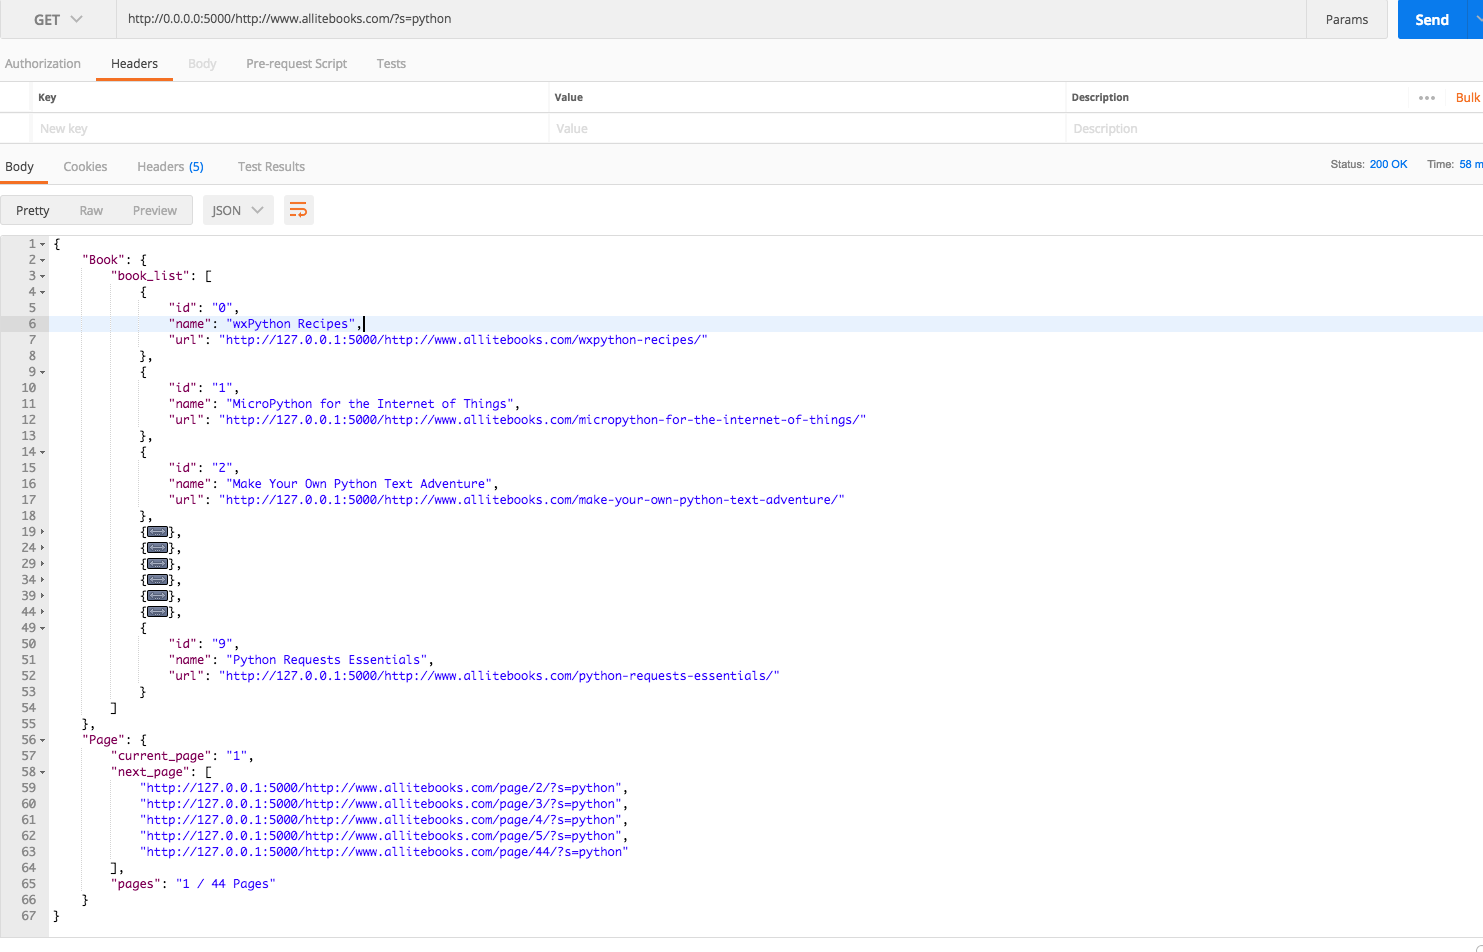 GET http://0.0.0.0:5000/http://www.allitebooks.com/?s=python Params Send
Authorization Headers Body Pre-request Script Tests
Key Value Description ••• Bulk
New key Value Description
Body Cookies Headers (5) Test Results Status: 200 OK Time: 58 m
Pretty Raw Preview JSON
1 {
2 "Book": {
3 "book_list": [
4 {
5 "id": "0",
6 "name": "wxPython Recipes",
7 "url": "http://127.0.0.1:5000/http://www.allitebooks.com/wxpython-recipes/"
8 },
9 {
10 "id": "1",
11 "name": "MicroPython for the Internet of Things",
12 "url": "http://127.0.0.1:5000/http://www.allitebooks.com/micropython-for-the-internet-of-things/"
13 },
14 {
15 "id": "2",
16 "name": "Make Your Own Python Text Adventure",
17 "url": "http://127.0.0.1:5000/http://www.allitebooks.com/make-your-own-python-text-adventure/"
18 },
19 {},
24 {},
29 {},
34 {},
39 {},
44 {},
49 {
50 "id": "9",
51 "name": "Python Requests Essentials",
52 "url": "http://127.0.0.1:5000/http://www.allitebooks.com/python-requests-essentials/"
53 }
54 ]
55 },
56 "Page": {
57 "current_page": "1",
58 "next_page": [
59 "http://127.0.0.1:5000/http://www.allitebooks.com/page/2/?s=python",
60 "http://127.0.0.1:5000/http://www.allitebooks.com/page/3/?s=python",
61 "http://127.0.0.1:5000/http://www.allitebooks.com/page/4/?s=python",
62 "http://127.0.0.1:5000/http://www.allitebooks.com/page/5/?s=python",
63 "http://127.0.0.1:5000/http://www.allitebooks.com/page/44/?s=python"
64 ],
65 "pages": "1 / 44 Pages"
66 }
67 }